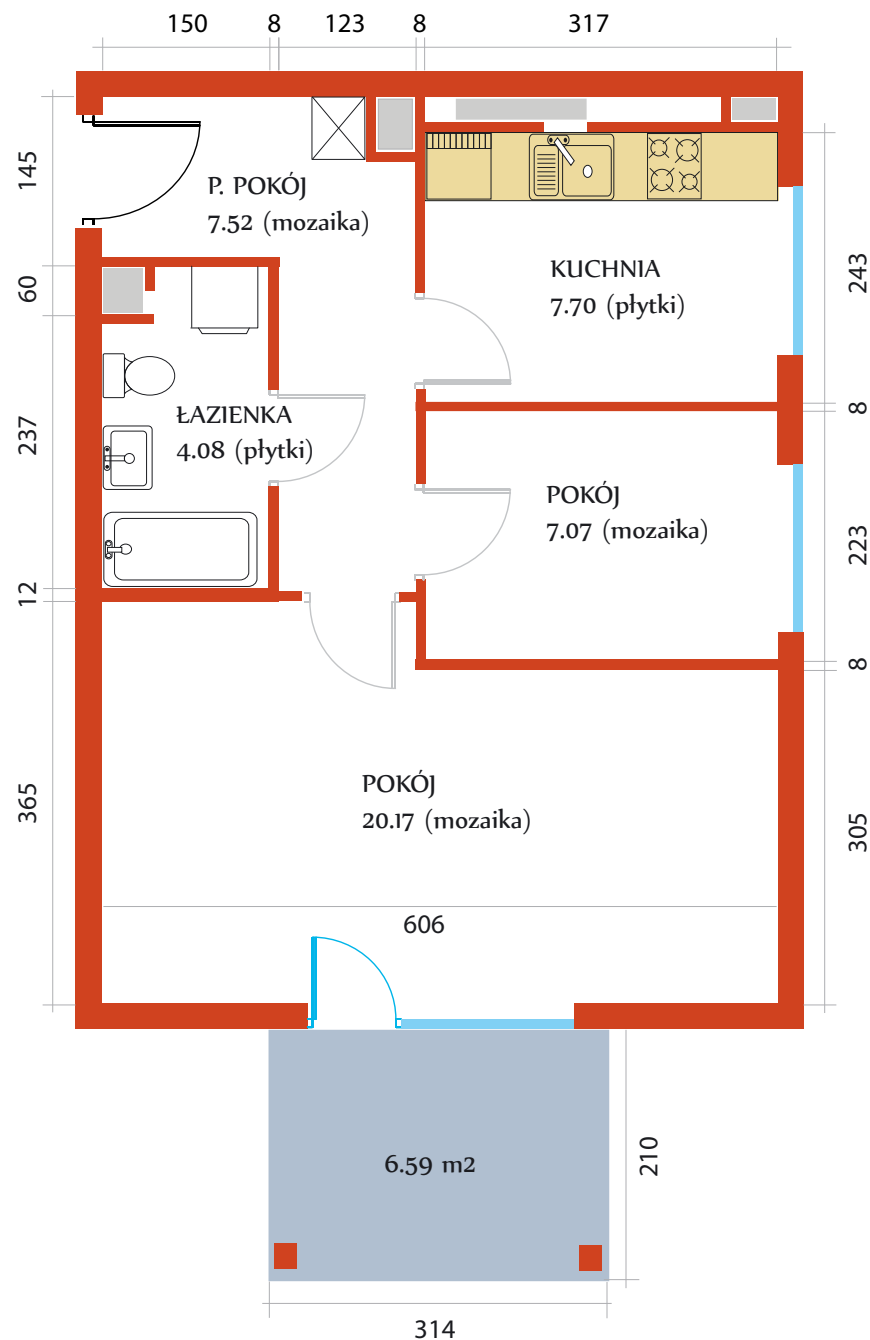 150 8 123 8 317
145
P. POKÓJ
7.52 (mozaika)
KUCHNIA
7.70 (płytki)
243
60
8
237
ŁAZIENKA
4.08 (płytki)
POKÓJ
7.07 (mozaika)
223
12
8
365
POKÓJ
20.17 (mozaika)
305
606
6.59 m2
210
314